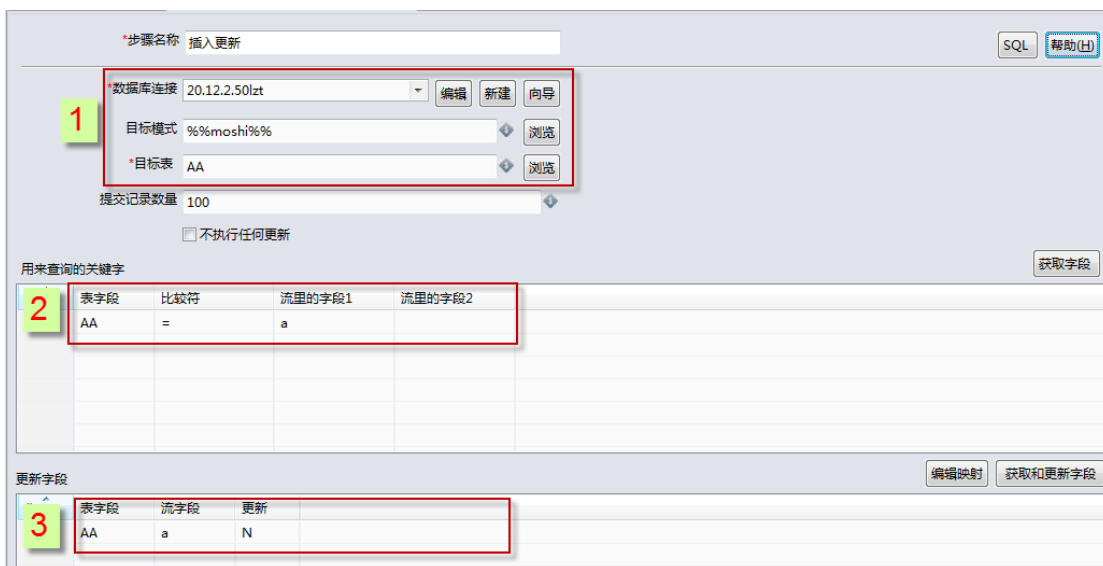 *步骤名称 插入更新 SQL 帮助(H)
1
*数据库连接 20.12.2.50lzt 编辑 新建 向导
目标模式 %%moshi%% 浏览
*目标表 AA 浏览
提交记录数量 100
不执行任何更新
用来查询的关键字 获取字段
2
表字段 比较符 流里的字段1 流里的字段2
AA = a
更新字段 编辑映射 获取和更新字段
3
表字段 流字段 更新
AA a N